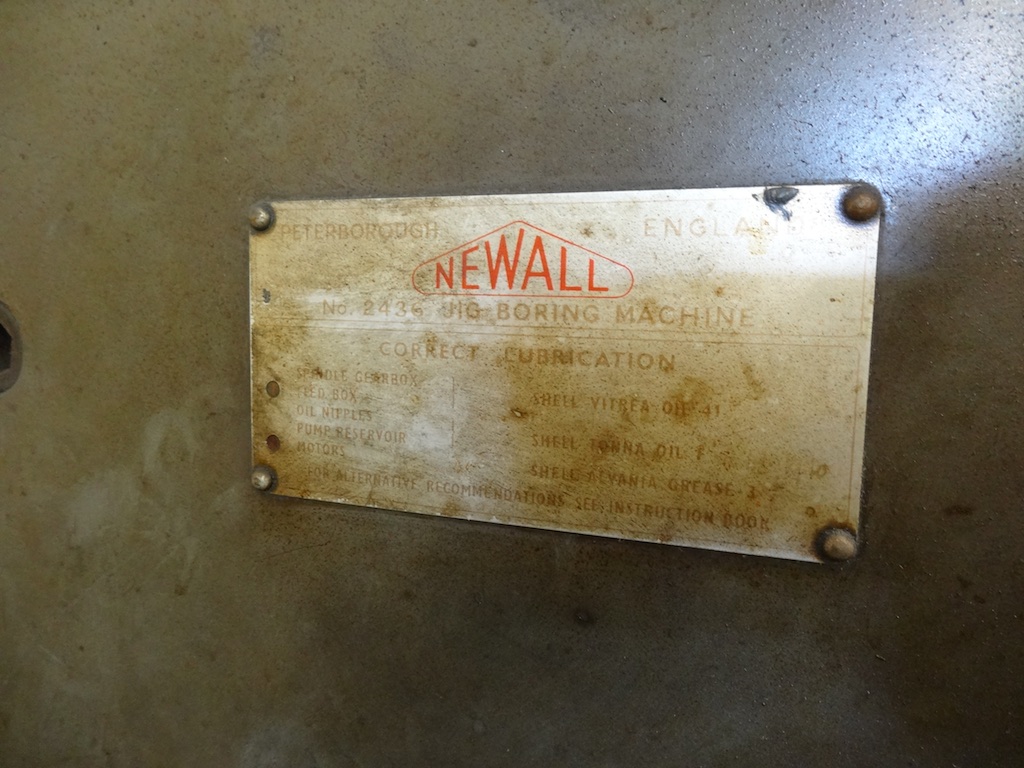 PETERBOROUGH ENGLAND
NEWALL
No. 2436 JIG BORING MACHINE
CORRECT LUBRICATION
SPINDLE GEARBOX
FEED BOX SHELL VITREA OIL 41
OIL NIPPLES
PUMP RESERVOIR SHELL TONNA OIL
MOTORS SHELL ALVANIA GREASE 3
FOR ALTERNATIVE RECOMMENDATIONS SEE INSTRUCTION BOOK